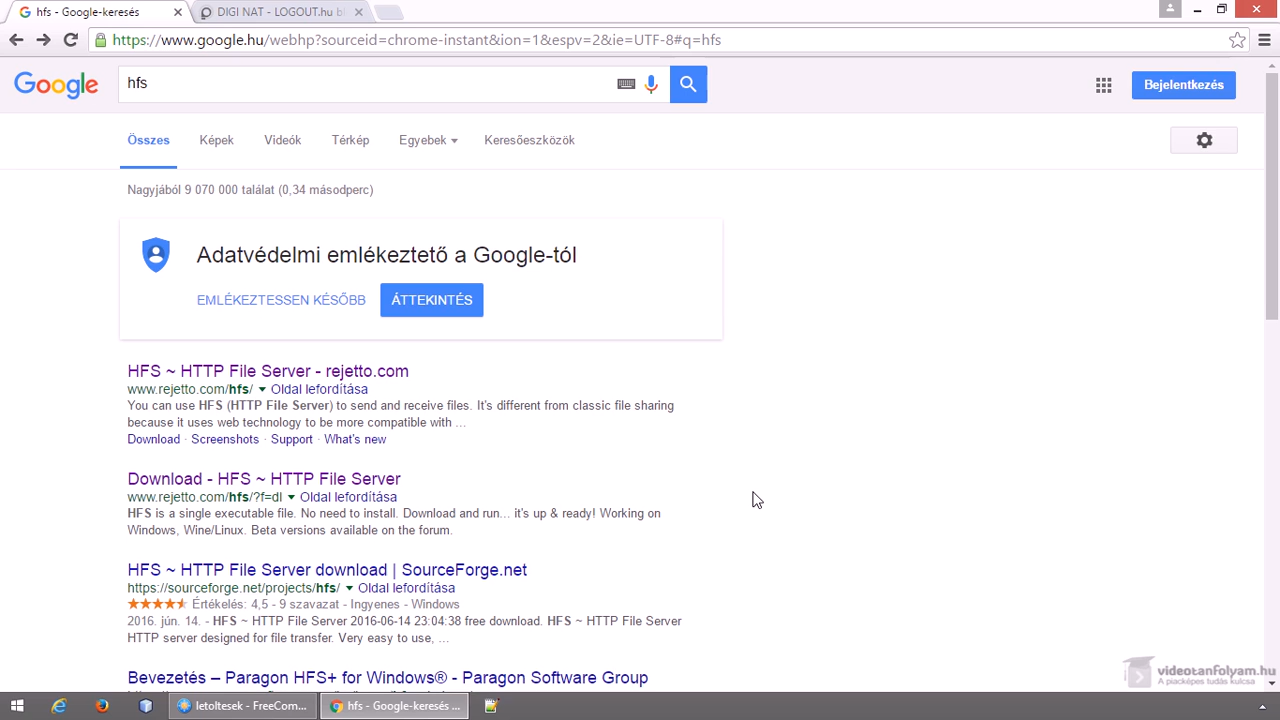 hfs - Google-keresés
DIGI NAT - LOGOUT.hu
https://www.google.hu/webhp?sourceid=chrome-instant&ion=1&espv=2&ie=UTF-8#q=hfs
Google
hfs
Bejelentkezés
Összes Képek Videók Térkép Egyebek Keresőeszközök
Nagyjából 9 070 000 találat (0,34 másodperc)
Adatvédelmi emlékeztető a Google-tól
EMLÉKEZTESSEN KÉSŐBB ÁTTEKINTÉS
HFS ~ HTTP File Server - rejetto.com
www.rejetto.com/hfs/ Oldal lefordítása
You can use HFS (HTTP File Server) to send and receive files. It's different from classic file sharing
because it uses web technology to be more compatible with ...
Download · Screenshots · Support · What's new
Download - HFS ~ HTTP File Server
www.rejetto.com/hfs/?f=dl Oldal lefordítása
HFS is a single executable file. No need to install. Download and run... it's up & ready! Working on
Windows, Wine/Linux. Beta versions available on the forum.
HFS ~ HTTP File Server download | SourceForge.net
https://sourceforge.net/projects/hfs/ Oldal lefordítása
Értékelés: 4,5 - 9 szavazat - Ingyenes - Windows
2016. jún. 14. - HFS ~ HTTP File Server 2016-06-14 23:04:38 free download. HFS ~ HTTP File Server
HTTP server designed for file transfer. Very easy to use, ...
Bevezetés – Paragon HFS+ for Windows® - Paragon Software Group
videotanfolyam.hu
A piacképes tudás kulcsa
letoltesek - FreeCom...
hfs - Google-keresés ...